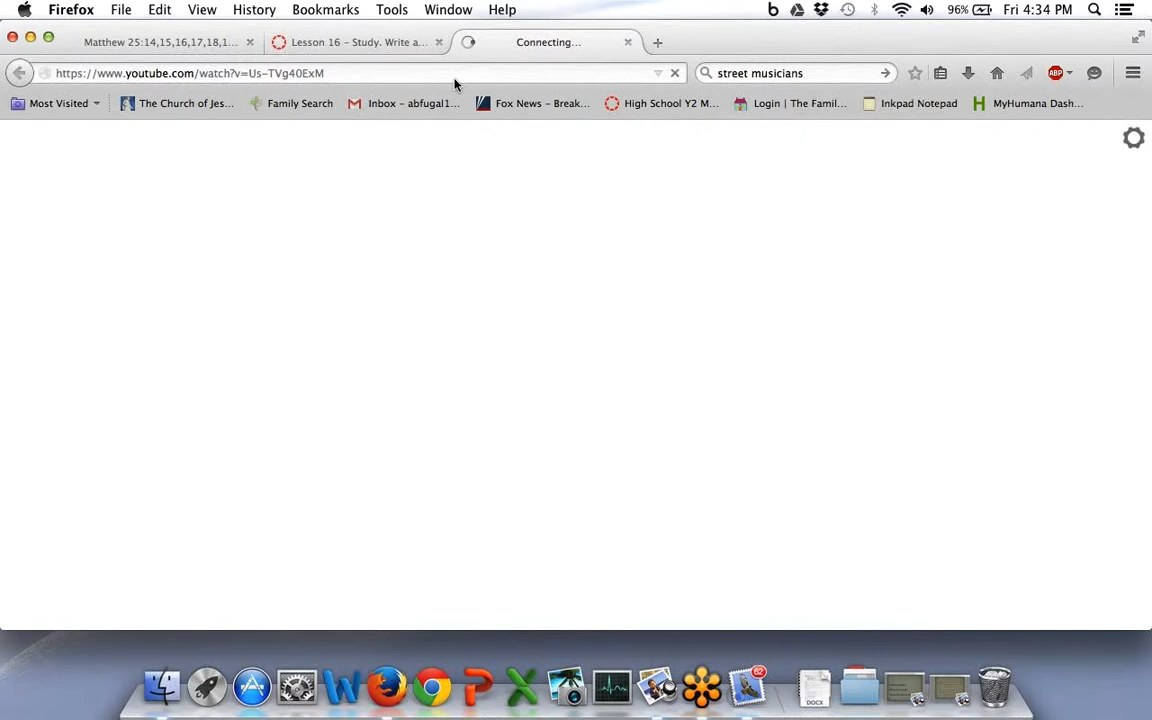 Firefox File Edit View History Bookmarks Tools Window Help 96% Fri 4:34 PM
Matthew 25:14,15,16,17,18,1... Lesson 16 - Study. Write a... Connecting...
https://www.youtube.com/watch?v=Us-TVg40ExM street musicians ABP
Most Visited The Church of Jes... Family Search Inbox - abfugal1... Fox News - Break... High School Y2 M... Login | The Famil... Inkpad Notepad H MyHumana Dash...
82
DOCX